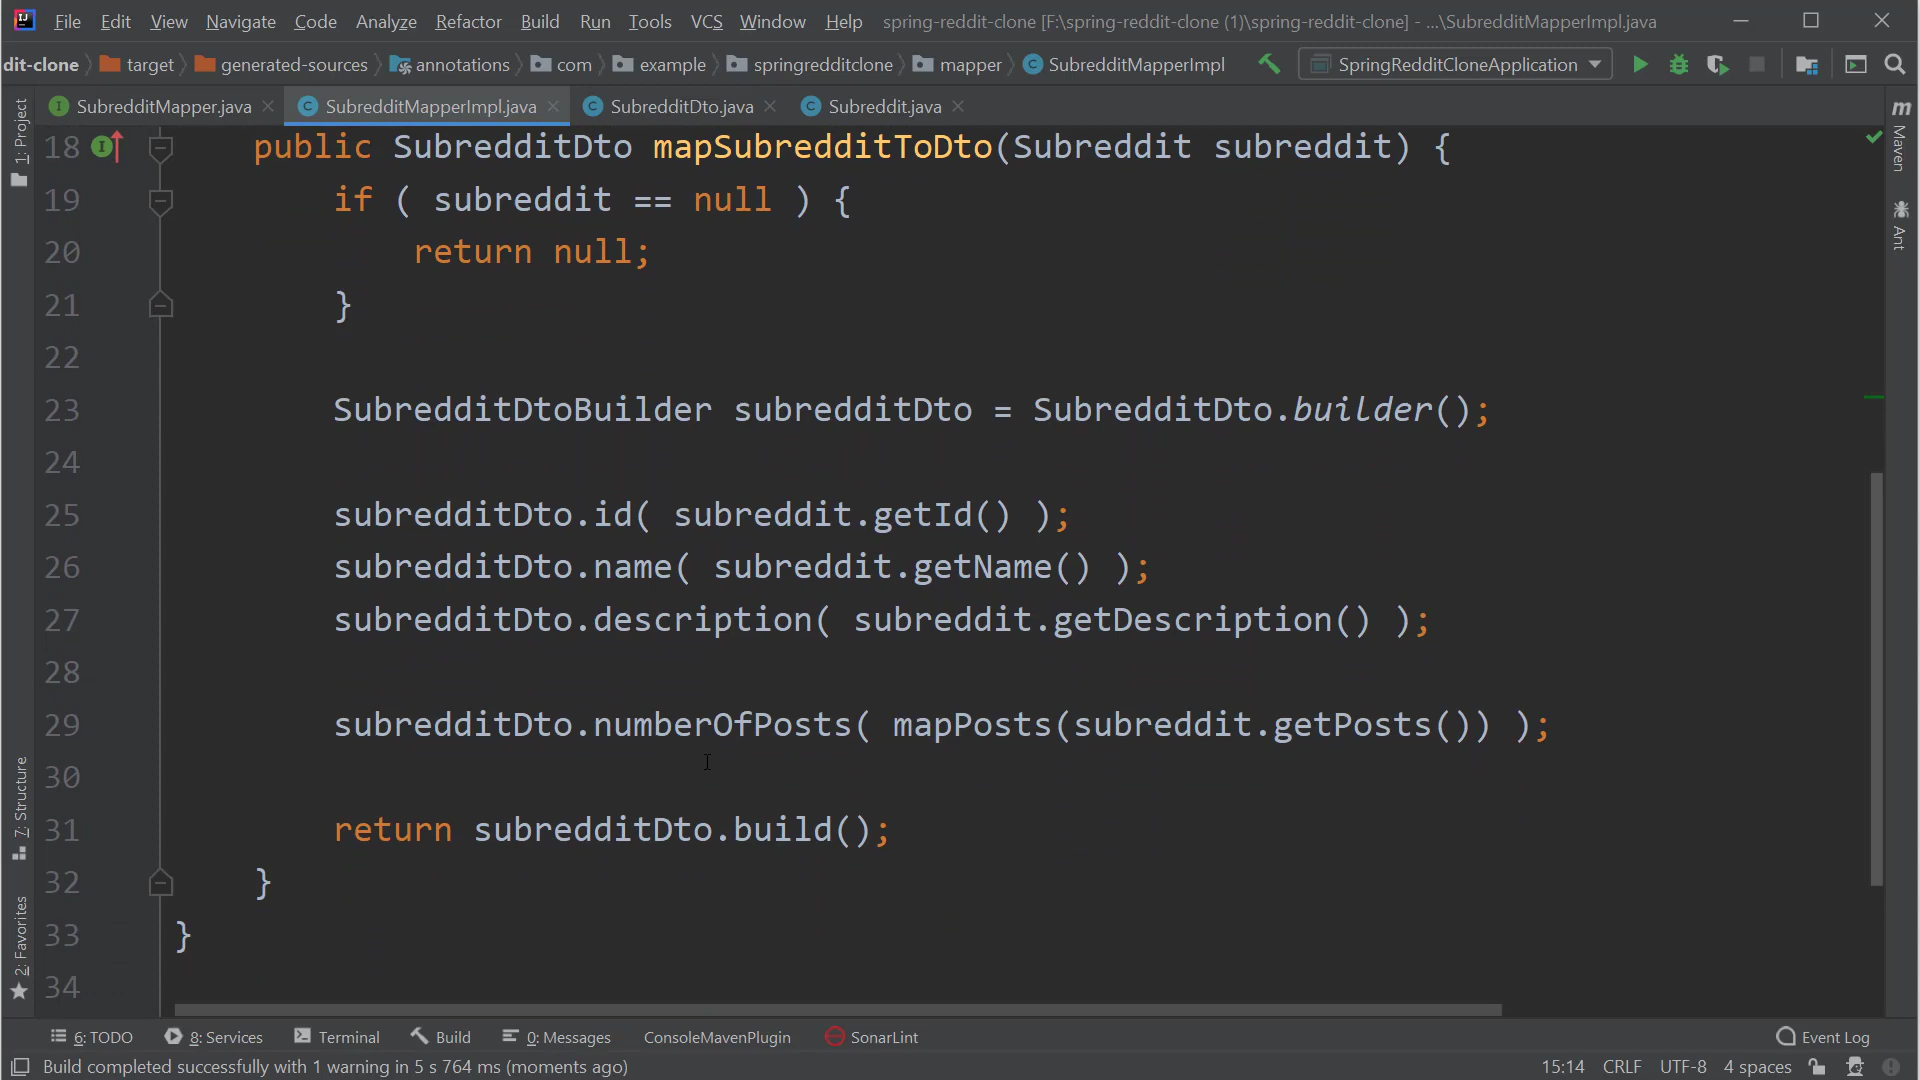 File Edit View Navigate Code Analyze Refactor Build Run Tools VCS Window Help spring-reddit-clone [F:\spring-reddit-clone (1)\spring-reddit-clone] - ...\SubredditMapperImpl.java
dit-clone target generated-sources annotations com example springredditclone mapper SubredditMapperImpl SpringRedditCloneApplication
SubredditMapper.java SubredditMapperImpl.java SubredditDto.java Subreddit.java
1: Project
7: Structure
2: Favorites
18 public SubredditDto mapSubredditToDto(Subreddit subreddit) {
19 if ( subreddit == null ) {
20 return null;
21 }
22
23 SubredditDtoBuilder subredditDto = SubredditDto.builder();
24
25 subredditDto.id( subreddit.getId() );
26 subredditDto.name( subreddit.getName() );
27 subredditDto.description( subreddit.getDescription() );
28
29 subredditDto.numberOfPosts( mapPosts(subreddit.getPosts()) );
30
31 return subredditDto.build();
32 }
33 }
34
m Maven
Ant
6: TODO 8: Services Terminal Build 0: Messages ConsoleMavenPlugin SonarLint Event Log
Build completed successfully with 1 warning in 5 s 764 ms (moments ago) 15:14 CRLF UTF-8 4 spaces